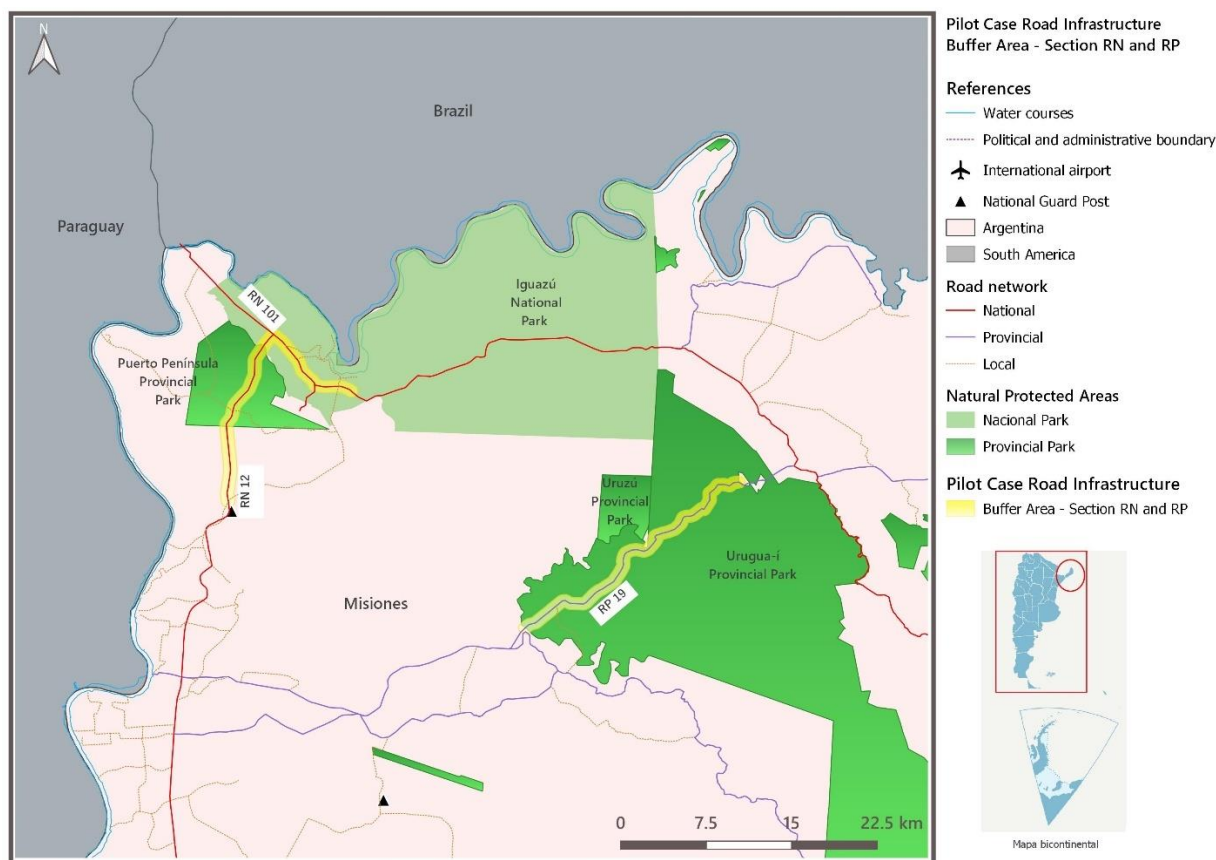 N
Brazil
Paraguay
Iguazú
National
Park
RN 101
Puerto Península
Provincial
Park
RN 12
Uruzú
Provincial
Park
Urugua-í
Provincial Park
RP 19
Misiones
0 7.5 15 22.5 km
Pilot Case Road Infrastructure
Buffer Area - Section RN and RP
References
Water courses
Political and administrative boundary
International airport
National Guard Post
Argentina
South America
Road network
National
Provincial
Local
Natural Protected Areas
Nacional Park
Provincial Park
Pilot Case Road Infrastructure
Buffer Area - Section RN and RP
Mapa bicontinental